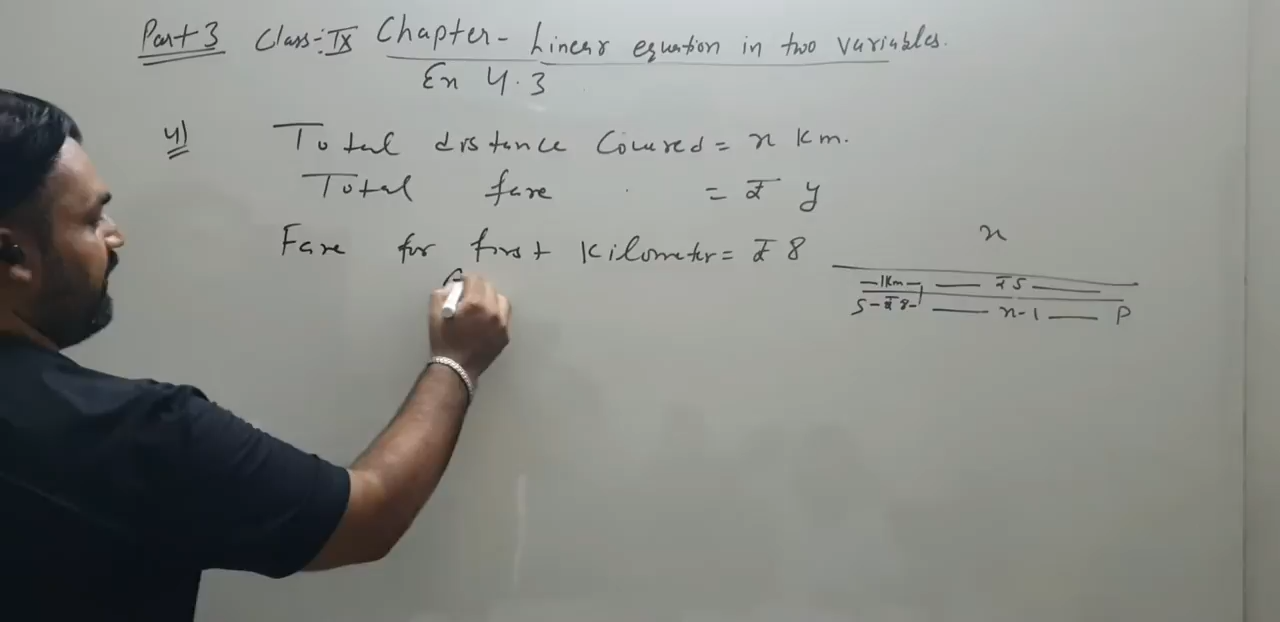 Part 3 Class:- IX Chapter - Linear equation in two variables.
Ex 4.3
4) Total distance Covered = x km.
Total fare = ₹ y
Fare for first Kilometer = ₹ 8
x
1Km ₹5
S - ₹8 - x-1 P